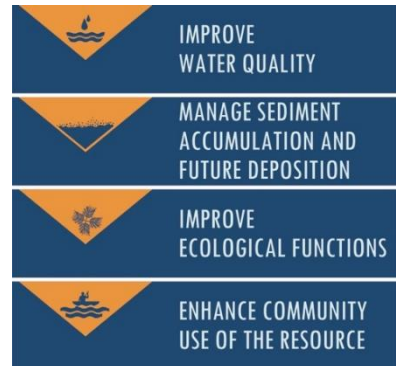 IMPROVE
WATER QUALITY
MANAGE SEDIMENT
ACCUMULATION AND
FUTURE DEPOSITION
IMPROVE
ECOLOGICAL FUNCTIONS
ENHANCE COMMUNITY
USE OF THE RESOURCE